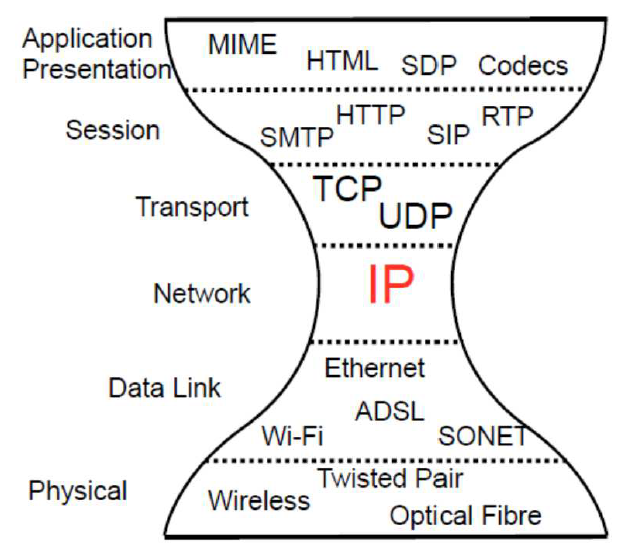 Application
Presentation
MIME
HTML
SDP
Codecs
Session
SMTP
HTTP
SIP
RTP
Transport
TCP
UDP
Network
IP
Data Link
Ethernet
ADSL
Wi-Fi
SONET
Physical
Twisted Pair
Wireless
Optical Fibre